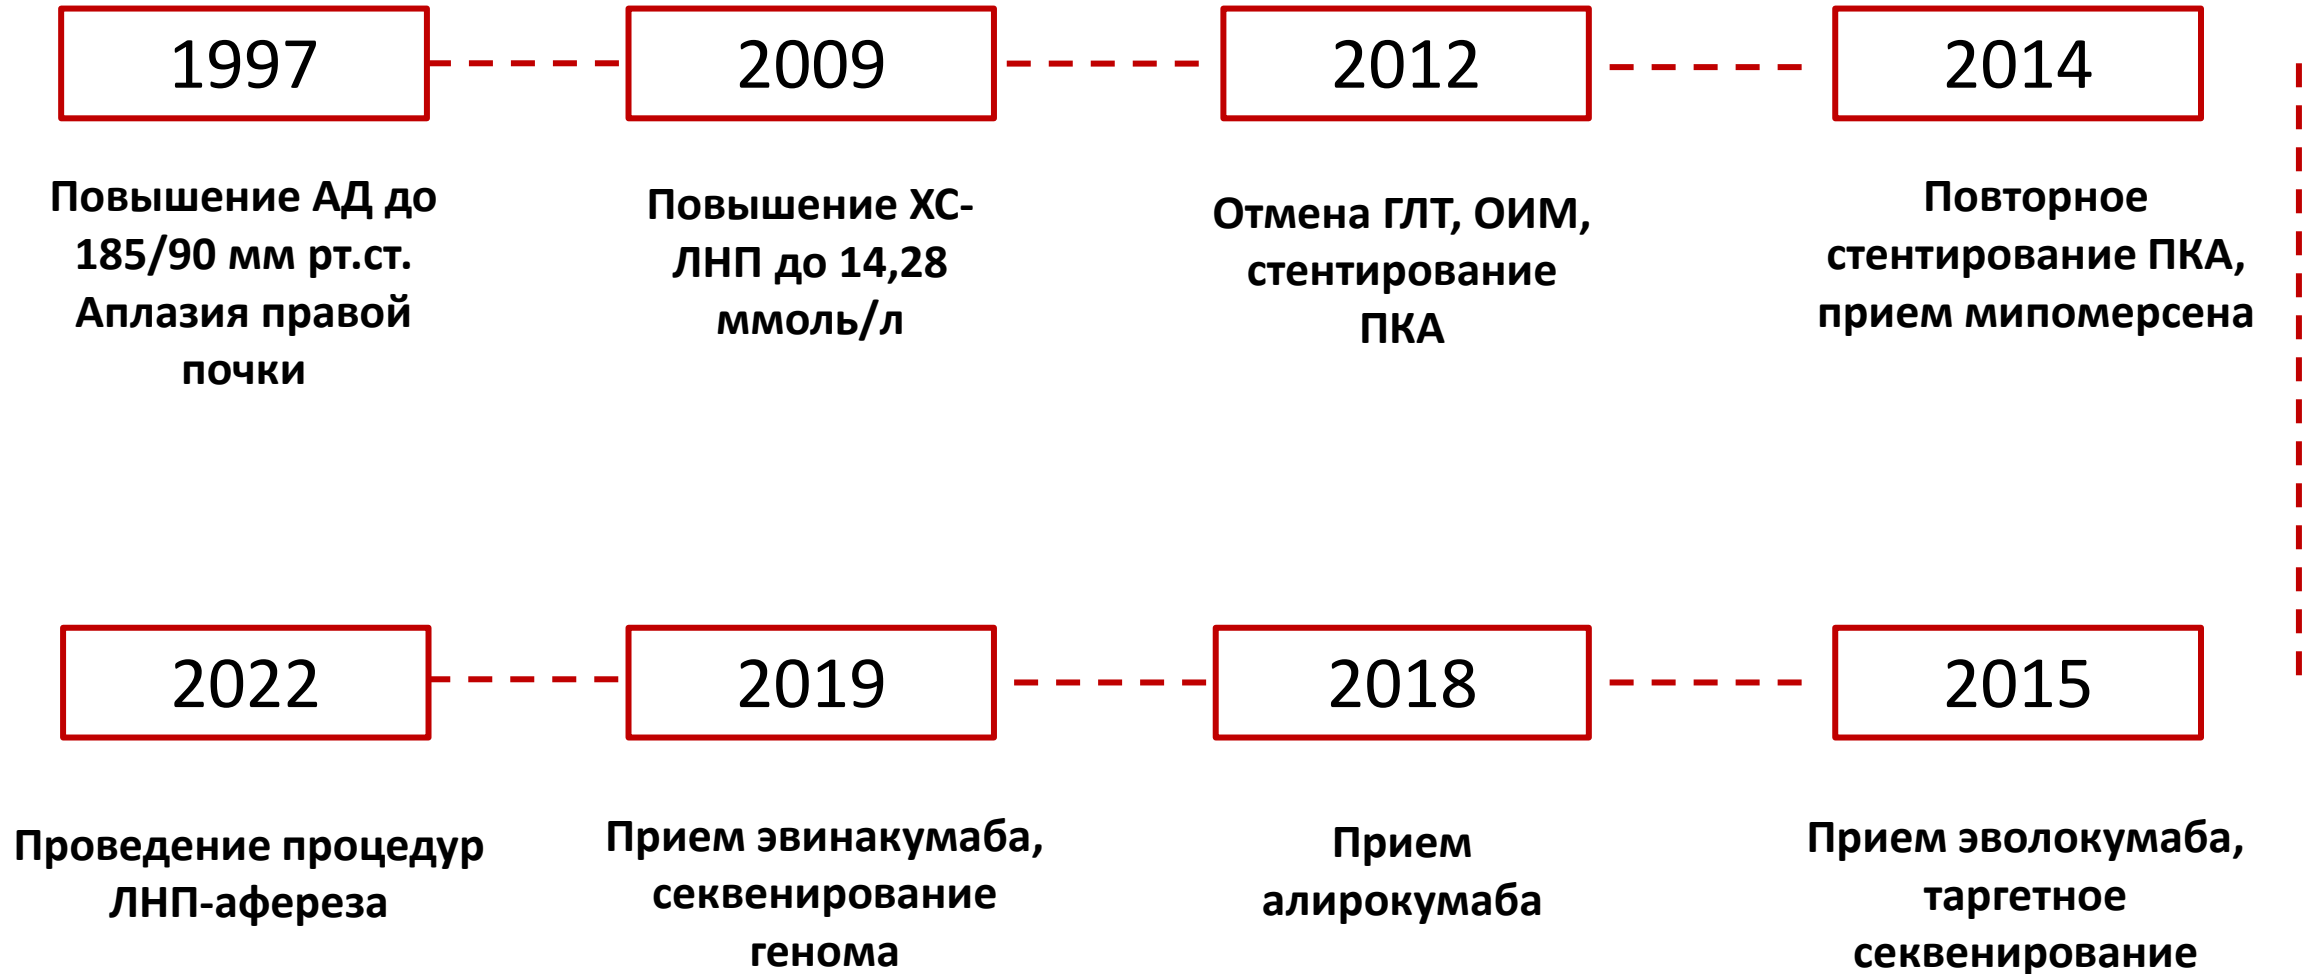 1997
2009
2012
2014
Повышение АД до
185/90 мм рт.ст.
Аплазия правой
почки
Повышение ХС-
ЛНП до 14,28
ммоль/л
Отмена ГЛТ, ОИМ,
стентирование
ПКА
Повторное
стентирование ПКА,
прием мипомерсена
2022
2019
2018
2015
Проведение процедур
ЛНП-афереза
Прием эвинакумаба,
секвенирование
генома
Прием
алирокумаба
Прием эволокумаба,
таргетное
секвенирование